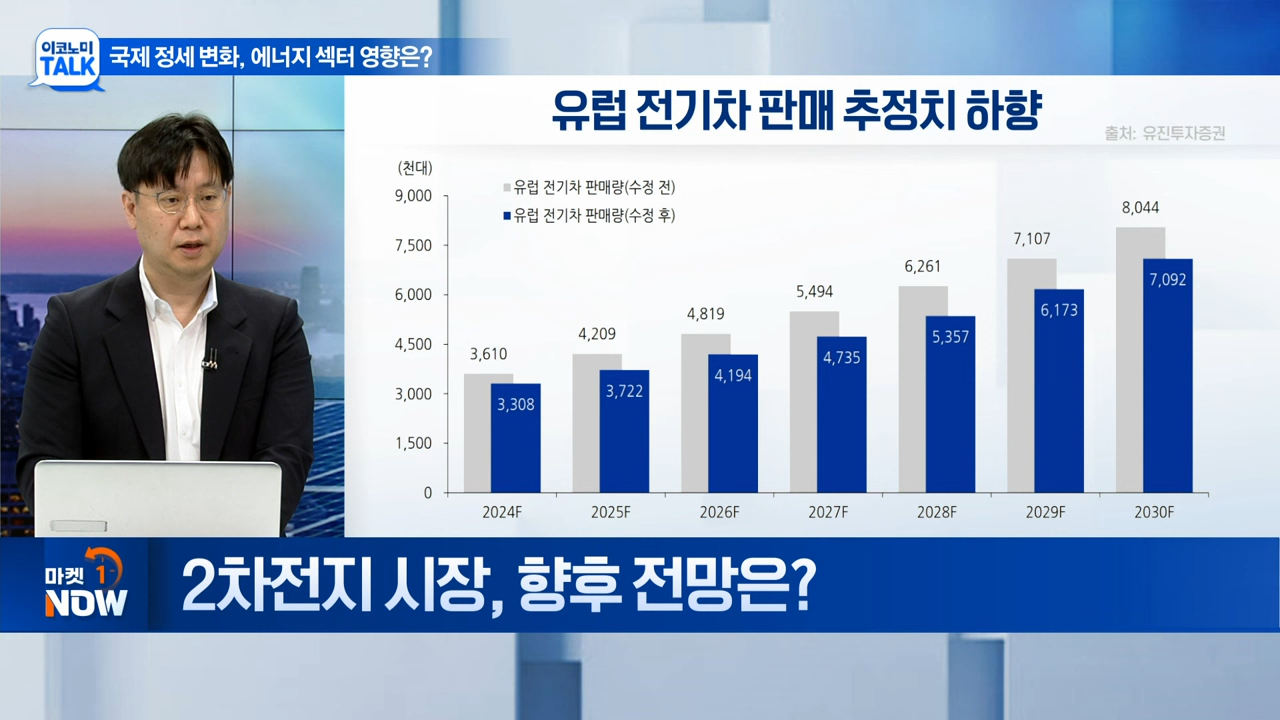 이코노미
TALK
국제 정세 변화, 에너지 섹터 영향은?
유럽 전기차 판매 추정치 하향
출처: 유진투자증권
(천대)
유럽 전기차 판매량(수정 전)
유럽 전기차 판매량(수정 후)
9,000
7,500
6,000
4,500
3,000
1,500
0
3,610
4,209
4,819
5,494
6,261
7,107
8,044
3,308
3,722
4,194
4,735
5,357
6,173
7,092
2024F 2025F 2026F 2027F 2028F 2029F 2030F
마켓 1
NOW
2차전지 시장, 향후 전망은?